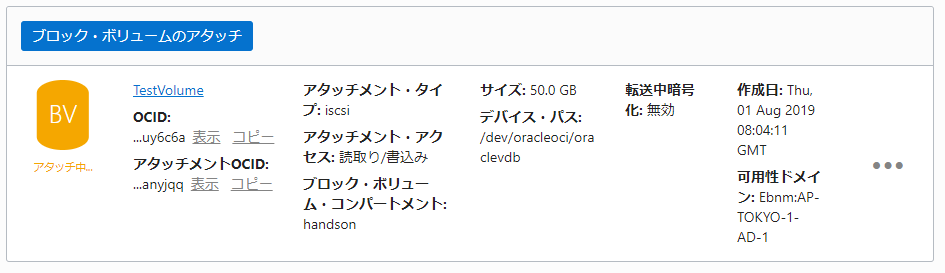 ブロック・ボリュームのアタッチ
BV
アタッチ中...
TestVolume
OCID:
...uy6c6a 表示 コピー
アタッチメントOCID:
...anyjqq 表示 コピー
アタッチメント・タイ
プ: iscsi
アタッチメント・アク
セス: 読取り/書込み
ブロック・ボリュー
ム・コンパートメント:
handson
サイズ: 50.0 GB
デバイス・パス:
/dev/oracleoci/ora
clevdb
転送中暗号
化: 無効
作成日: Thu,
01 Aug 2019
08:04:11
GMT
可用性ドメイ
ン: Ebnm:AP-
TOKYO-1-
AD-1